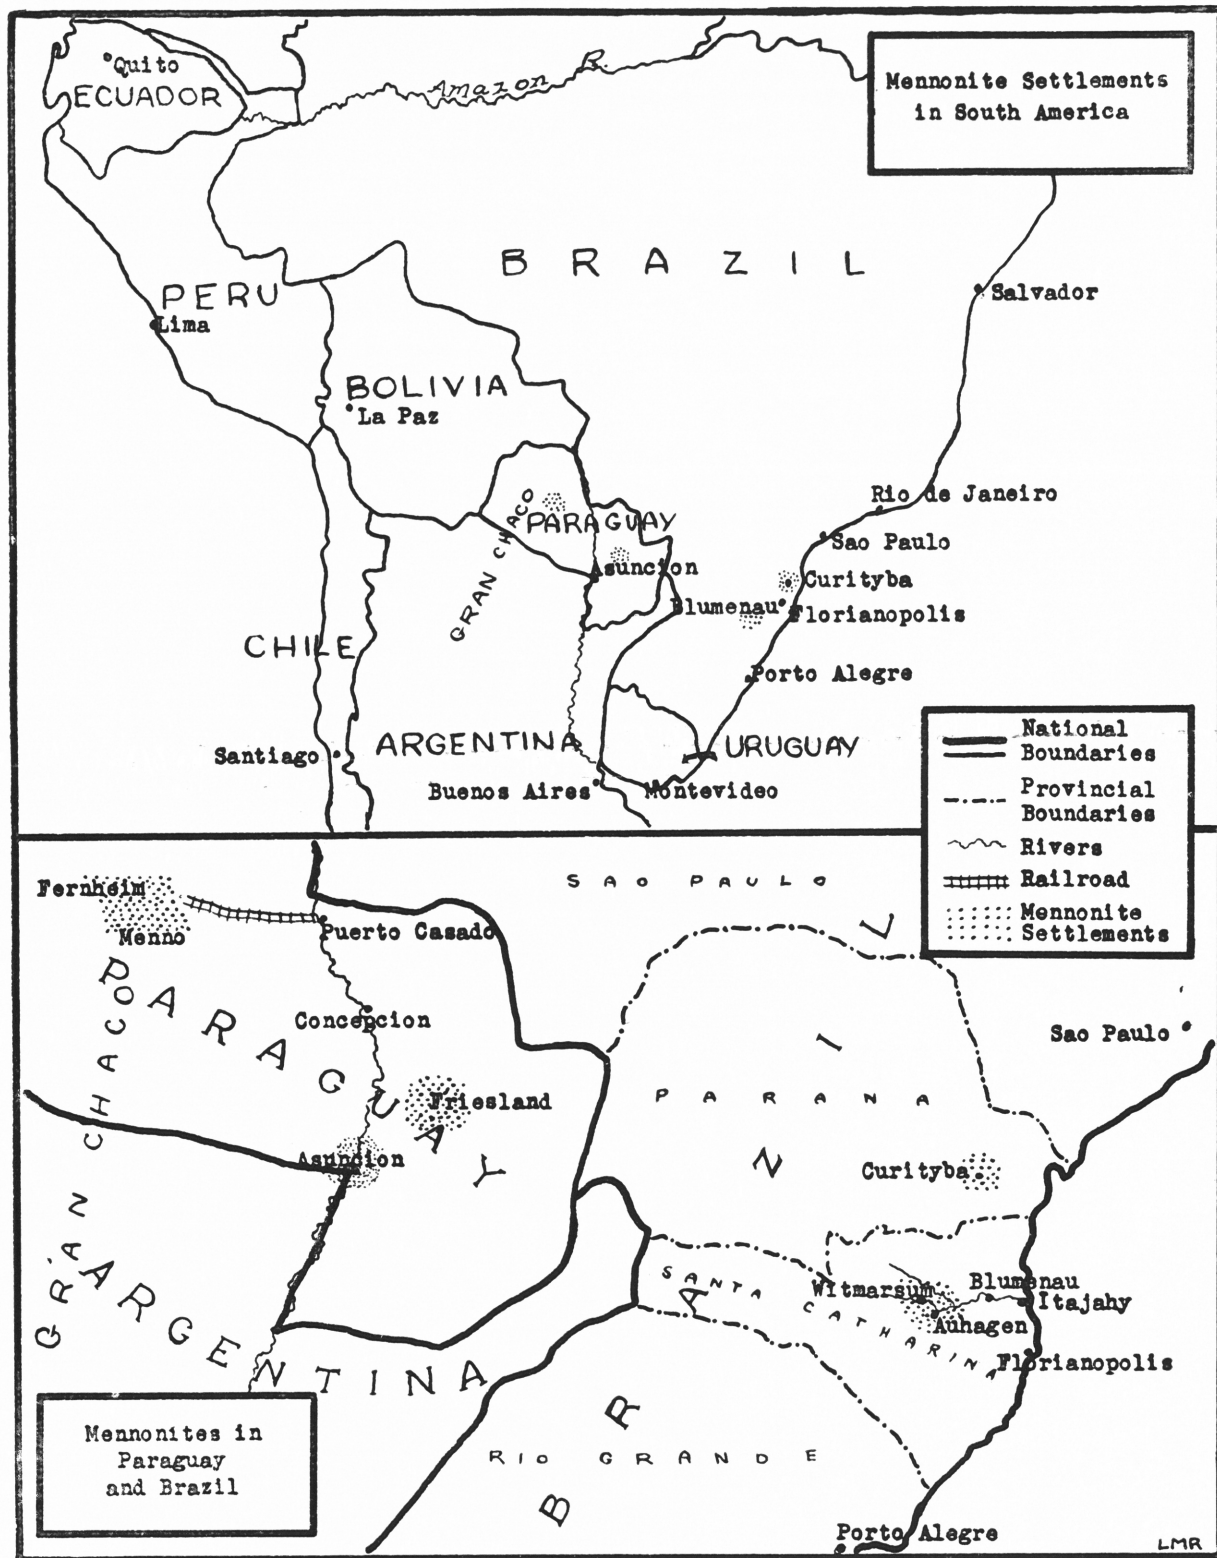 Mennonite Settlements
in South America
Quito
ECUADOR
Amazon R.
BRAZIL
PERU
Lima
Salvador
BOLIVIA
La Paz
Rio de Janeiro
GRAN CHACO
PARAGUAY
Sao Paulo
Asuncion
Curityba
Blumenau
Florianopolis
CHILE
Porto Alegre
ARGENTINA
URUGUAY
Santiago
Buenos Aires
Montevideo
National
Boundaries
Provincial
Boundaries
Rivers
Railroad
Mennonite
Settlements
Fernheim
Menno
Puerto Casado
SAO PAULO
PARAGUAY
GRAN CHACO
Concepcion
Sao Paulo
Friesland
PARANA
Asuncion
Curityba
BRAZIL
SANTA CATHARINA
Witmarsum
Blumenau
Itajahy
Auhagen
Florianopolis
ARGENTINA
RIO GRANDE
Mennonites in
Paraguay
and Brazil
Porto Alegre
LMR